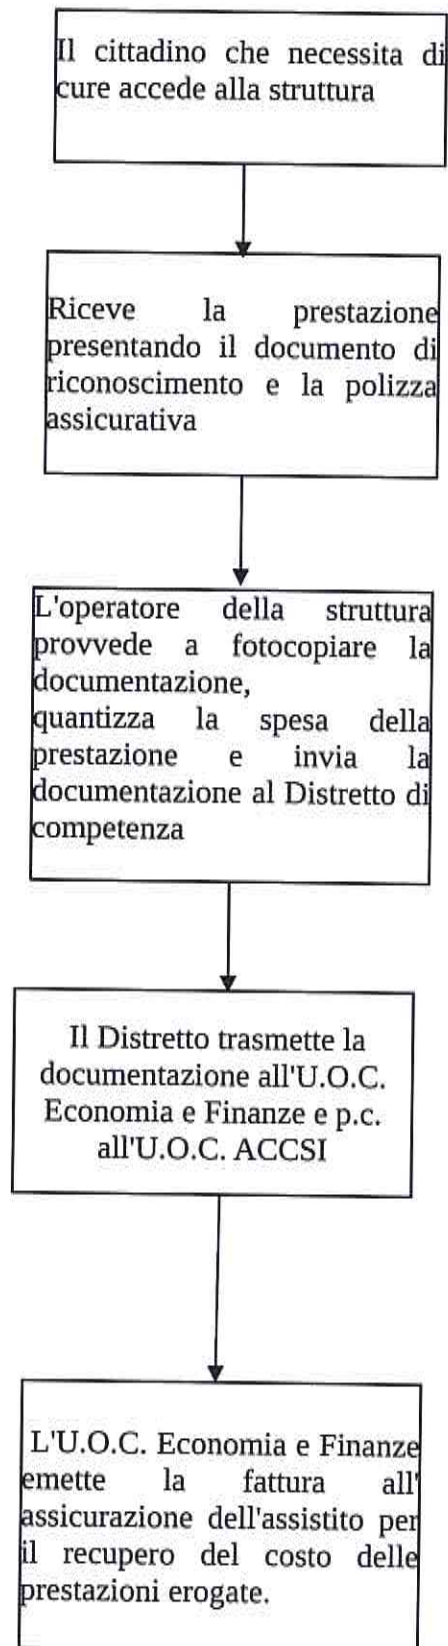 Il cittadino che necessita di
cure accede alla struttura
Riceve la prestazione
presentando il documento di
riconoscimento e la polizza
assicurativa
L'operatore della struttura
provvede a fotocopiare la
documentazione,
quantizza la spesa della
prestazione e invia la
documentazione al Distretto di
competenza
Il Distretto trasmette la
documentazione all'U.O.C.
Economia e Finanze e p.c.
all'U.O.C. ACCSI
L'U.O.C. Economia e Finanze
emette la fattura all'
assicurazione dell'assistito per
il recupero del costo delle
prestazioni erogate.